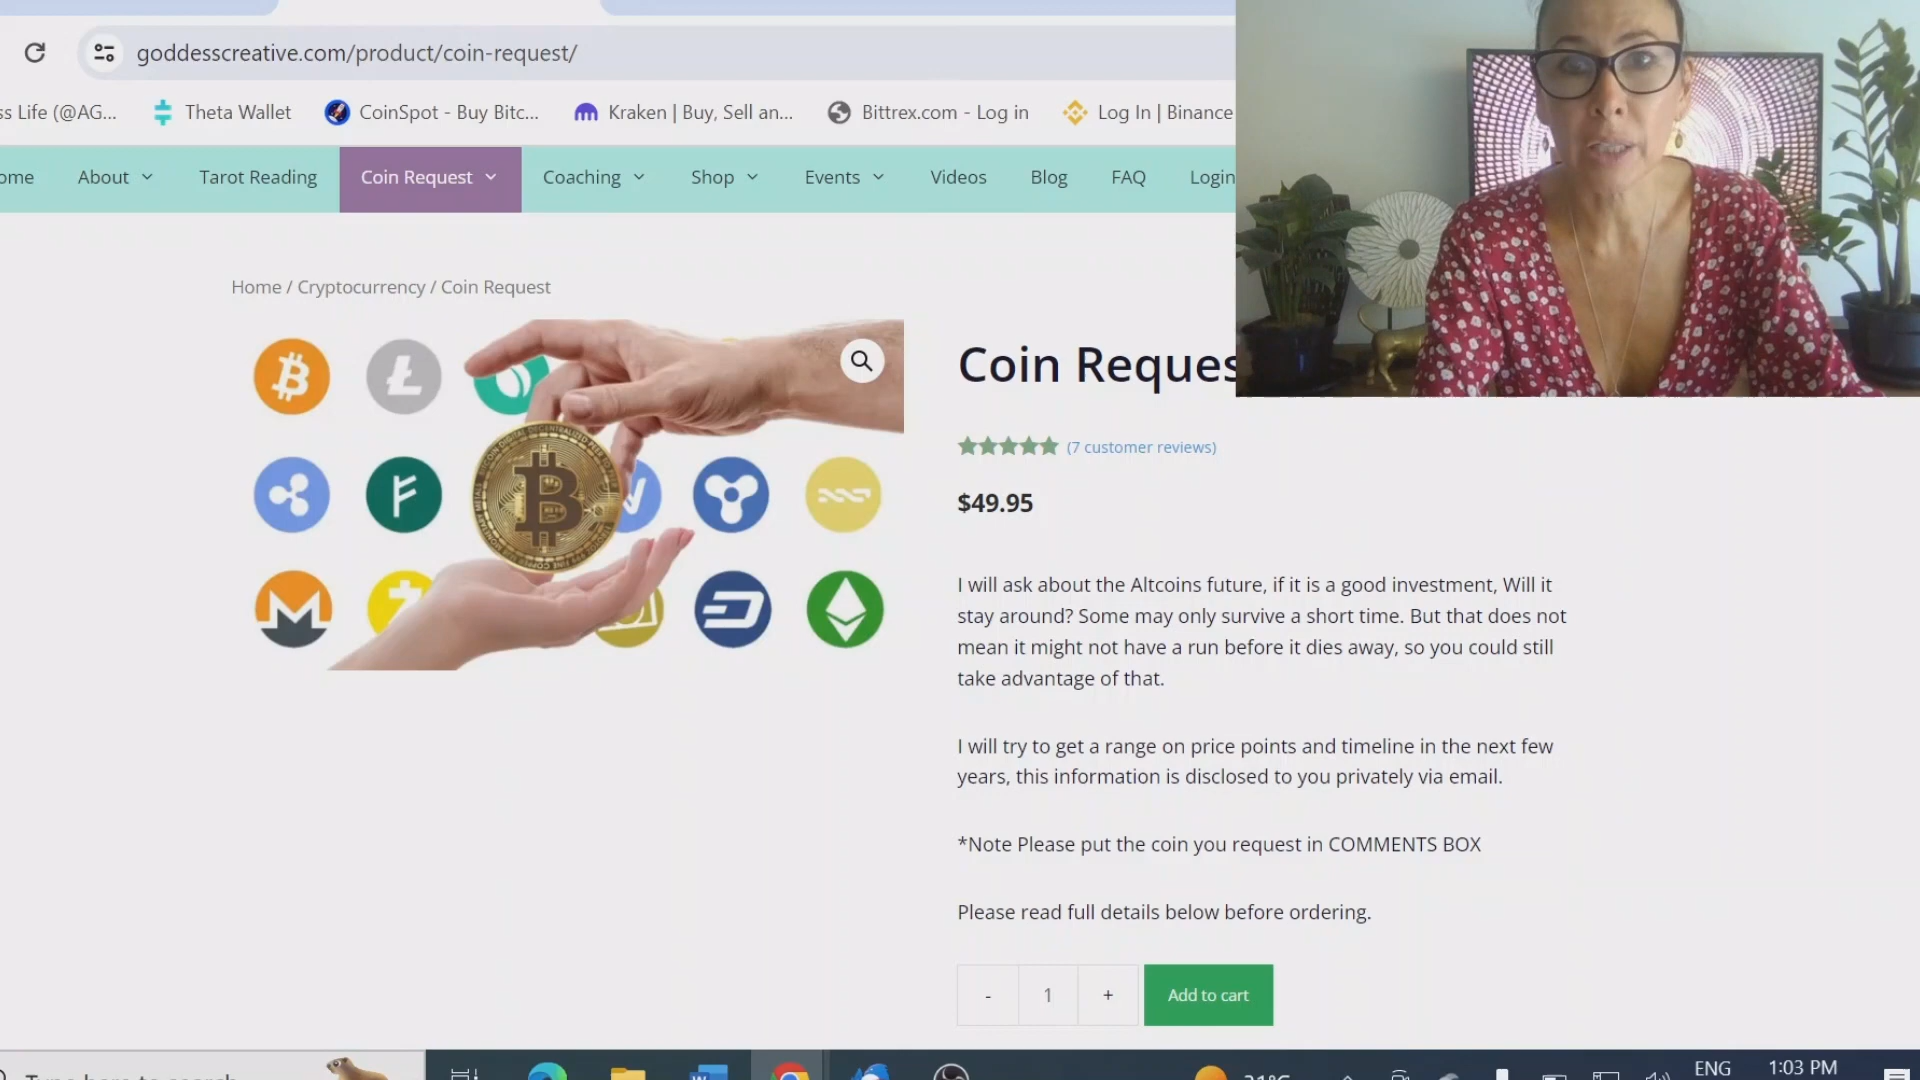 goddesscreative.com/product/coin-request/
ss Life (@AG... Theta Wallet CoinSpot - Buy Bitc... Kraken | Buy, Sell an... Bittrex.com - Log in Log In | Binance
ome About Tarot Reading Coin Request Coaching Shop Events Videos Blog FAQ Login
Home / Cryptocurrency / Coin Request
Coin Reques
(7 customer reviews)
$49.95
I will ask about the Altcoins future, if it is a good investment, Will it
stay around? Some may only survive a short time. But that does not
mean it might not have a run before it dies away, so you could still
take advantage of that.
I will try to get a range on price points and timeline in the next few
years, this information is disclosed to you privately via email.
*Note Please put the coin you request in COMMENTS BOX
Please read full details below before ordering.
- 1 + Add to cart
ENG 1:03 PM